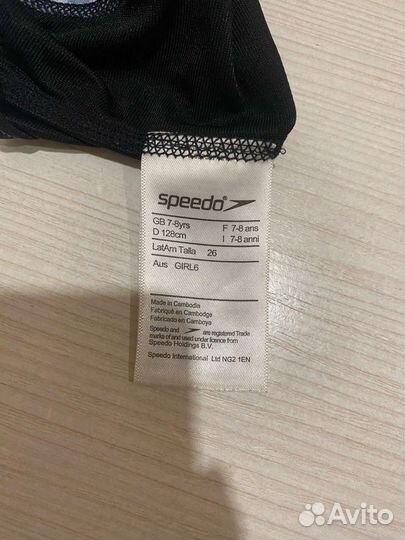 speedo
GB 7-8yrs F 7-8 ans
D 128cm I 7-8 anni
LatAm Talla 26
Aus GIRL6
Made in Cambodia
Fabriqué en Cambodge
Fabricado en Camboya
Speedo and are registered Trade
marks of and used under licence from
Speedo Holdings B.V.
Speedo International Ltd NG2 1EN
Avito